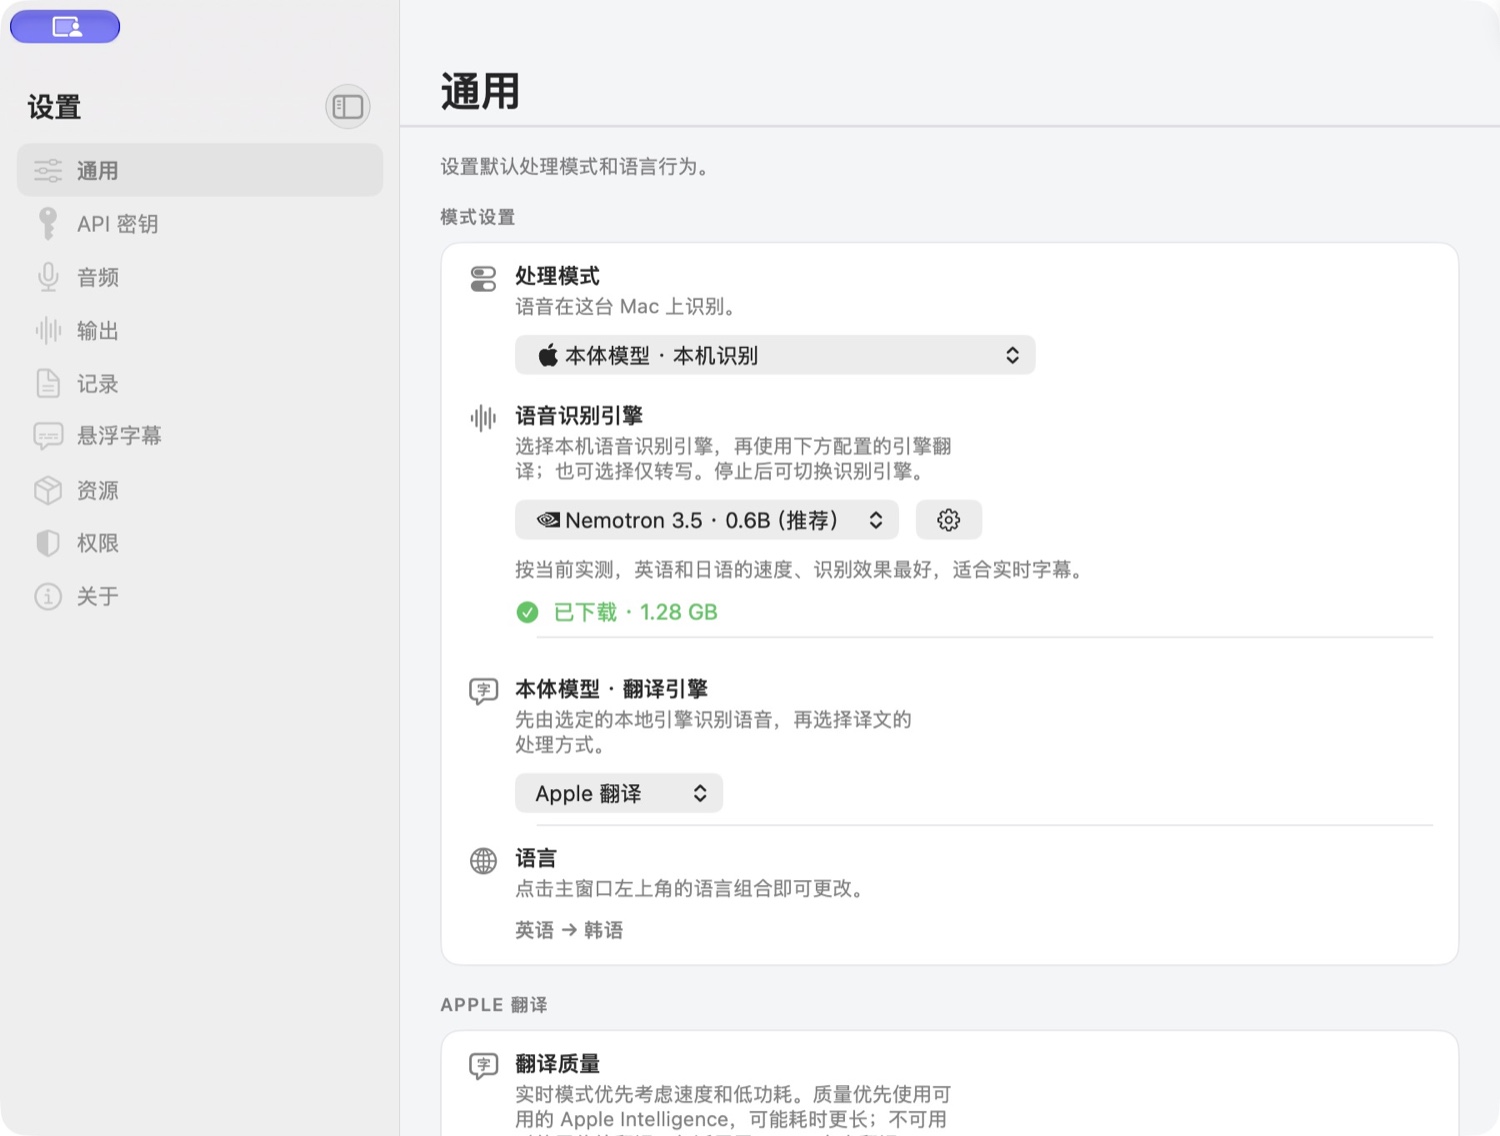 设置
通用
API 密钥
音频
输出
记录
悬浮字幕
资源
权限
关于
通用
设置默认处理模式和语言行为。
模式设置
处理模式
语音在这台 Mac 上识别。
本体模型 · 本机识别
语音识别引擎
选择本机语音识别引擎，再使用下方配置的引擎翻
译；也可选择仅转写。停止后可切换识别引擎。
Nemotron 3.5 · 0.6B (推荐)
按当前实测，英语和日语的速度、识别效果最好，适合实时字幕。
已下载 · 1.28 GB
本体模型 · 翻译引擎
先由选定的本地引擎识别语音，再选择译文的
处理方式。
Apple 翻译
语言
点击主窗口左上角的语言组合即可更改。
英语 → 韩语
APPLE 翻译
翻译质量
实时模式优先考虑速度和低功耗。质量优先使用可
用的 Apple Intelligence，可能耗时更长；不可用